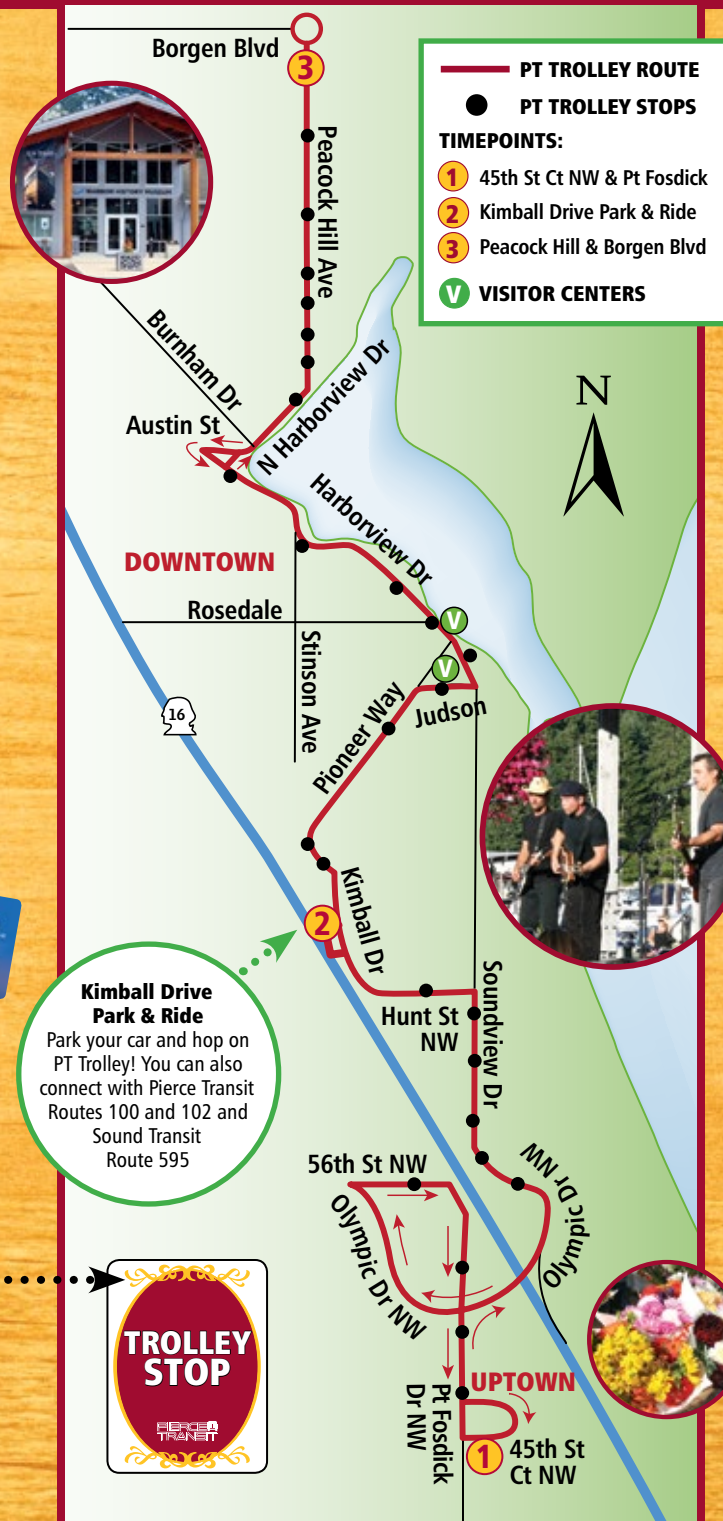 Borgen Blvd
3
Peacock Hill Ave
PT TROLLEY ROUTE
PT TROLLEY STOPS
TIMEPOINTS:
1 45th St Ct NW & Pt Fosdick
2 Kimball Drive Park & Ride
3 Peacock Hill & Borgen Blvd
V VISITOR CENTERS
HARBOR HISTORY MUSEUM
Burnham Dr
Austin St
N Harborview Dr
N
Harborview Dr
DOWNTOWN
Rosedale
V
V
Stinson Ave
Judson
Pioneer Way
16
Kimball Dr
2
Kimball Drive
Park & Ride
Park your car and hop on
PT Trolley! You can also
connect with Pierce Transit
Routes 100 and 102 and
Sound Transit
Route 595
Hunt St
NW
Soundview Dr
56th St NW
Olympic Dr NW
Olympic Dr NW
TROLLEY
STOP
PIERCE
TRANSIT
UPTOWN
Pt Fosdick
Dr NW
1
45th St
Ct NW